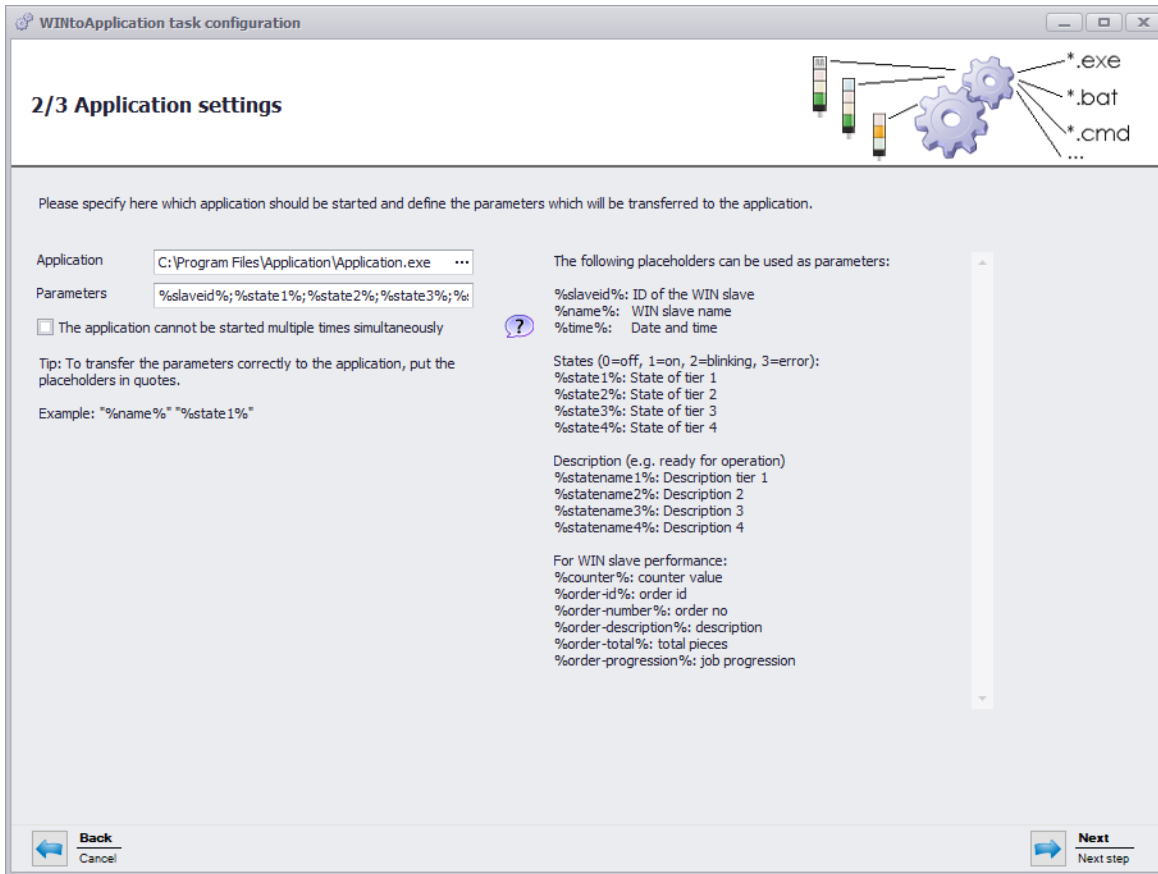 WINtoApplication task configuration
2/3 Application settings
*.exe
*.bat
*.cmd
...
Please specify here which application should be started and define the parameters which will be transferred to the application.
Application
C:\Program Files\Application\Application.exe ...
Parameters
%slaveid%;%state1%;%state2%;%state3%;%s
The application cannot be started multiple times simultaneously
?
Tip: To transfer the parameters correctly to the application, put the
placeholders in quotes.
Example: "%name%" "%state1%"
The following placeholders can be used as parameters:
%slaveid%: ID of the WIN slave
%name%: WIN slave name
%time%: Date and time
States (0=off, 1=on, 2=blinking, 3=error):
%state1%: State of tier 1
%state2%: State of tier 2
%state3%: State of tier 3
%state4%: State of tier 4
Description (e.g. ready for operation)
%statename1%: Description tier 1
%statename2%: Description 2
%statename3%: Description 3
%statename4%: Description 4
For WIN slave performance:
%counter%: counter value
%order-id%: order id
%order-number%: order no
%order-description%: description
%order-total%: total pieces
%order-progression%: job progression
Back
Cancel
Next
Next step